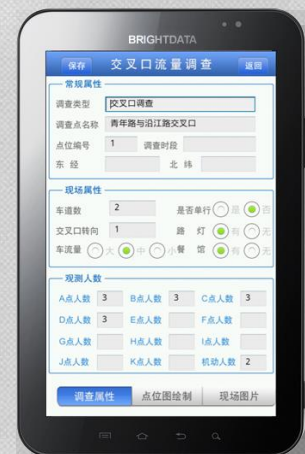 BRIGHTDATA
保存 交叉口流量调查 返回
常规属性
调查类型 交叉口调查
调查点名称 青年路与沿江路交叉口
点位编号 1 调查时段
东 经 北 纬
现场属性
车道数 2 是否单行 是 否
交叉口转向 1 路 灯 有 无
车流量 大 中 小 餐 馆 有 无
观测人数
A点人数 3 B点人数 3 C点人数 3
D点人数 3 E点人数 F点人数
G点人数 H点人数 I点人数
J点人数 K点人数 机动人数 2
调查属性 点位图绘制 现场图片